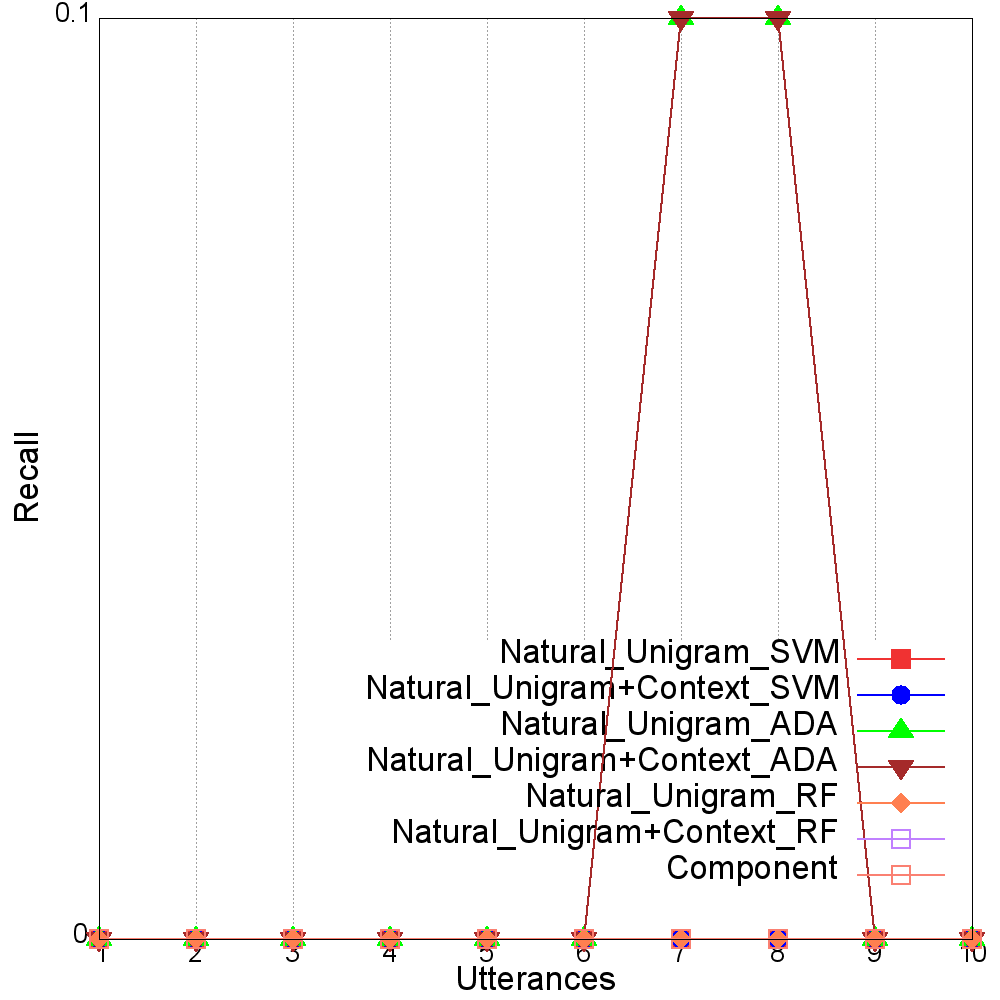 0.1
Recall
Natural_Unigram_SVM
Natural_Unigram+Context_SVM
Natural_Unigram_ADA
Natural_Unigram+Context_ADA
Natural_Unigram_RF
Natural_Unigram+Context_RF
Component
0
1 2 3 4 5 6 7 8 9 10
Utterances